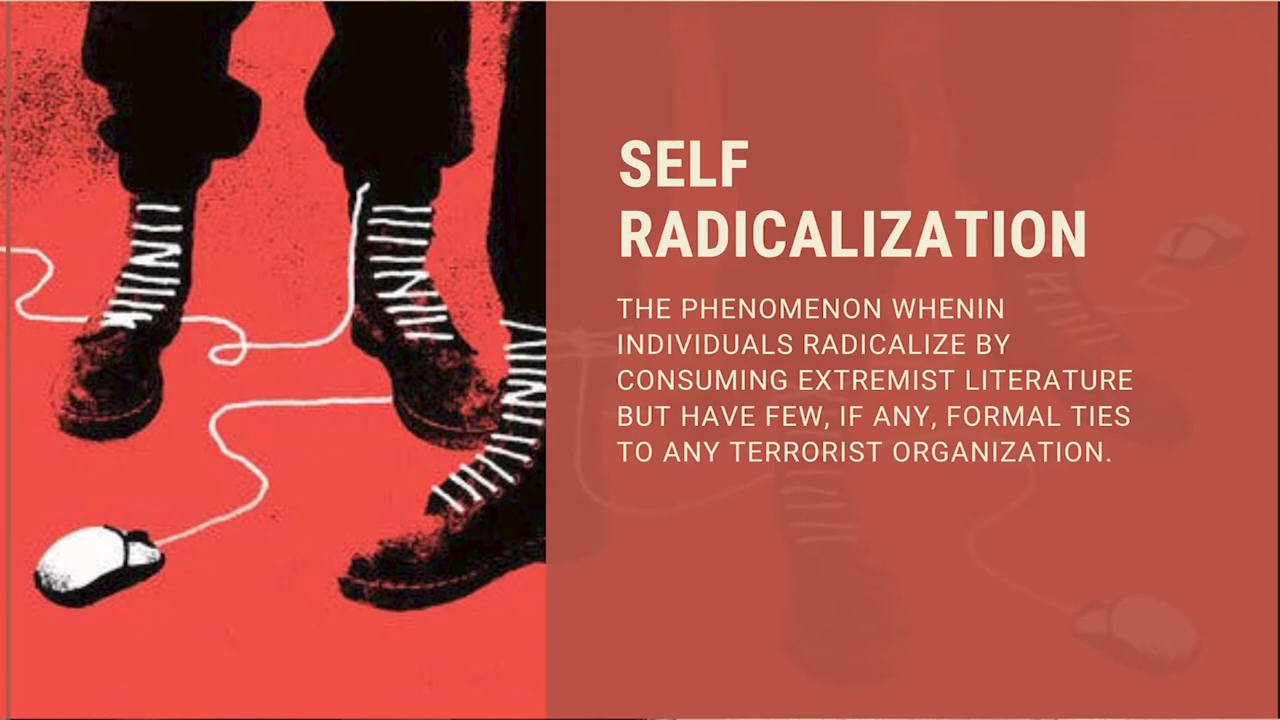 SELF
RADICALIZATION
THE PHENOMENON WHENIN
INDIVIDUALS RADICALIZE BY
CONSUMING EXTREMIST LITERATURE
BUT HAVE FEW, IF ANY, FORMAL TIES
TO ANY TERRORIST ORGANIZATION.